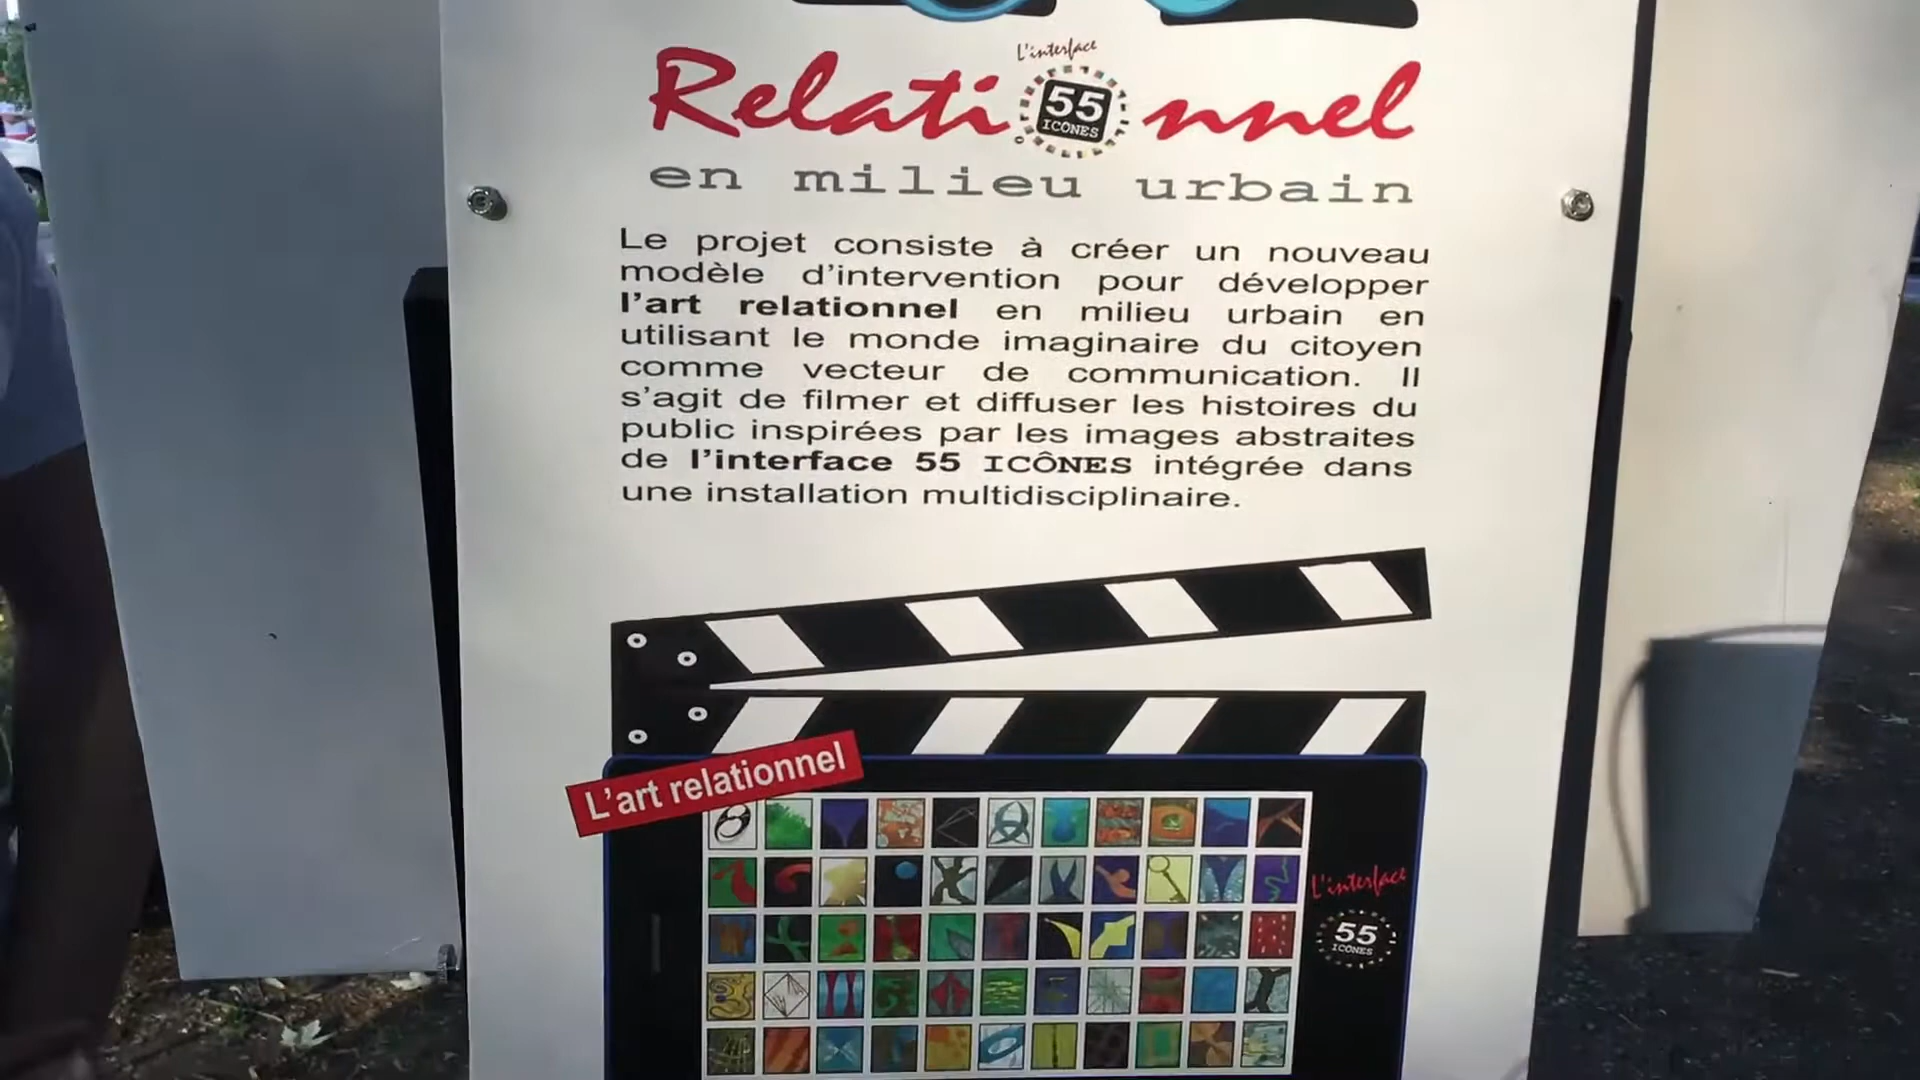 L'interface
Relationnel
55
ICÔNES
en milieu urbain
Le projet consiste à créer un nouveau
modèle d'intervention pour développer
l'art relationnel en milieu urbain en
utilisant le monde imaginaire du citoyen
comme vecteur de communication. Il
s'agit de filmer et diffuser les histoires du
public inspirées par les images abstraites
de l'interface 55 ICÔNES intégrée dans
une installation multidisciplinaire.
L'art relationnel
L'interface
55
ICÔNES